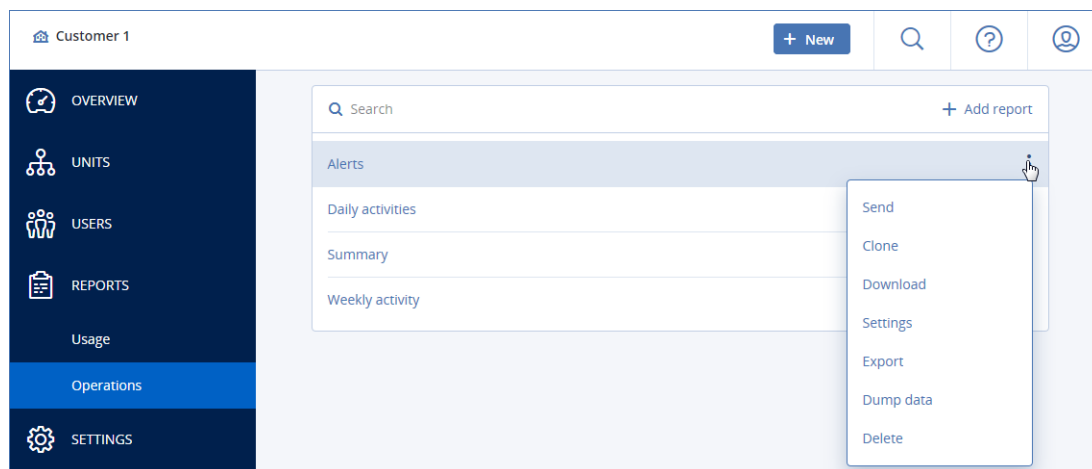 Customer 1
+ New
OVERVIEW
UNITS
USERS
REPORTS
Usage
Operations
SETTINGS
Search
+ Add report
Alerts
Daily activities
Summary
Weekly activity
Send
Clone
Download
Settings
Export
Dump data
Delete